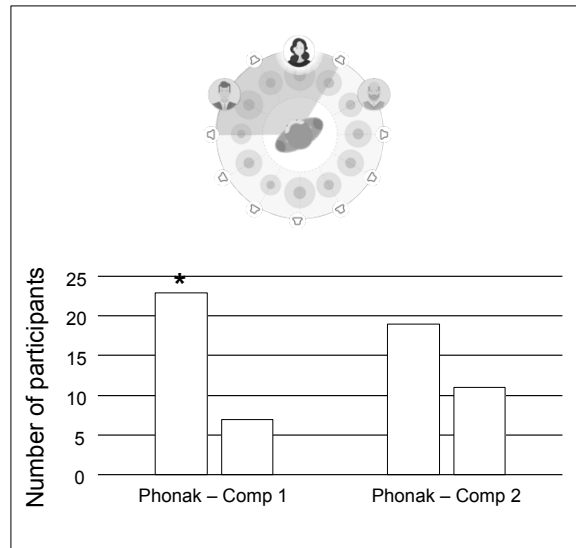 *
25
20
15
10
5
0
Number of participants
Phonak – Comp 1
Phonak – Comp 2